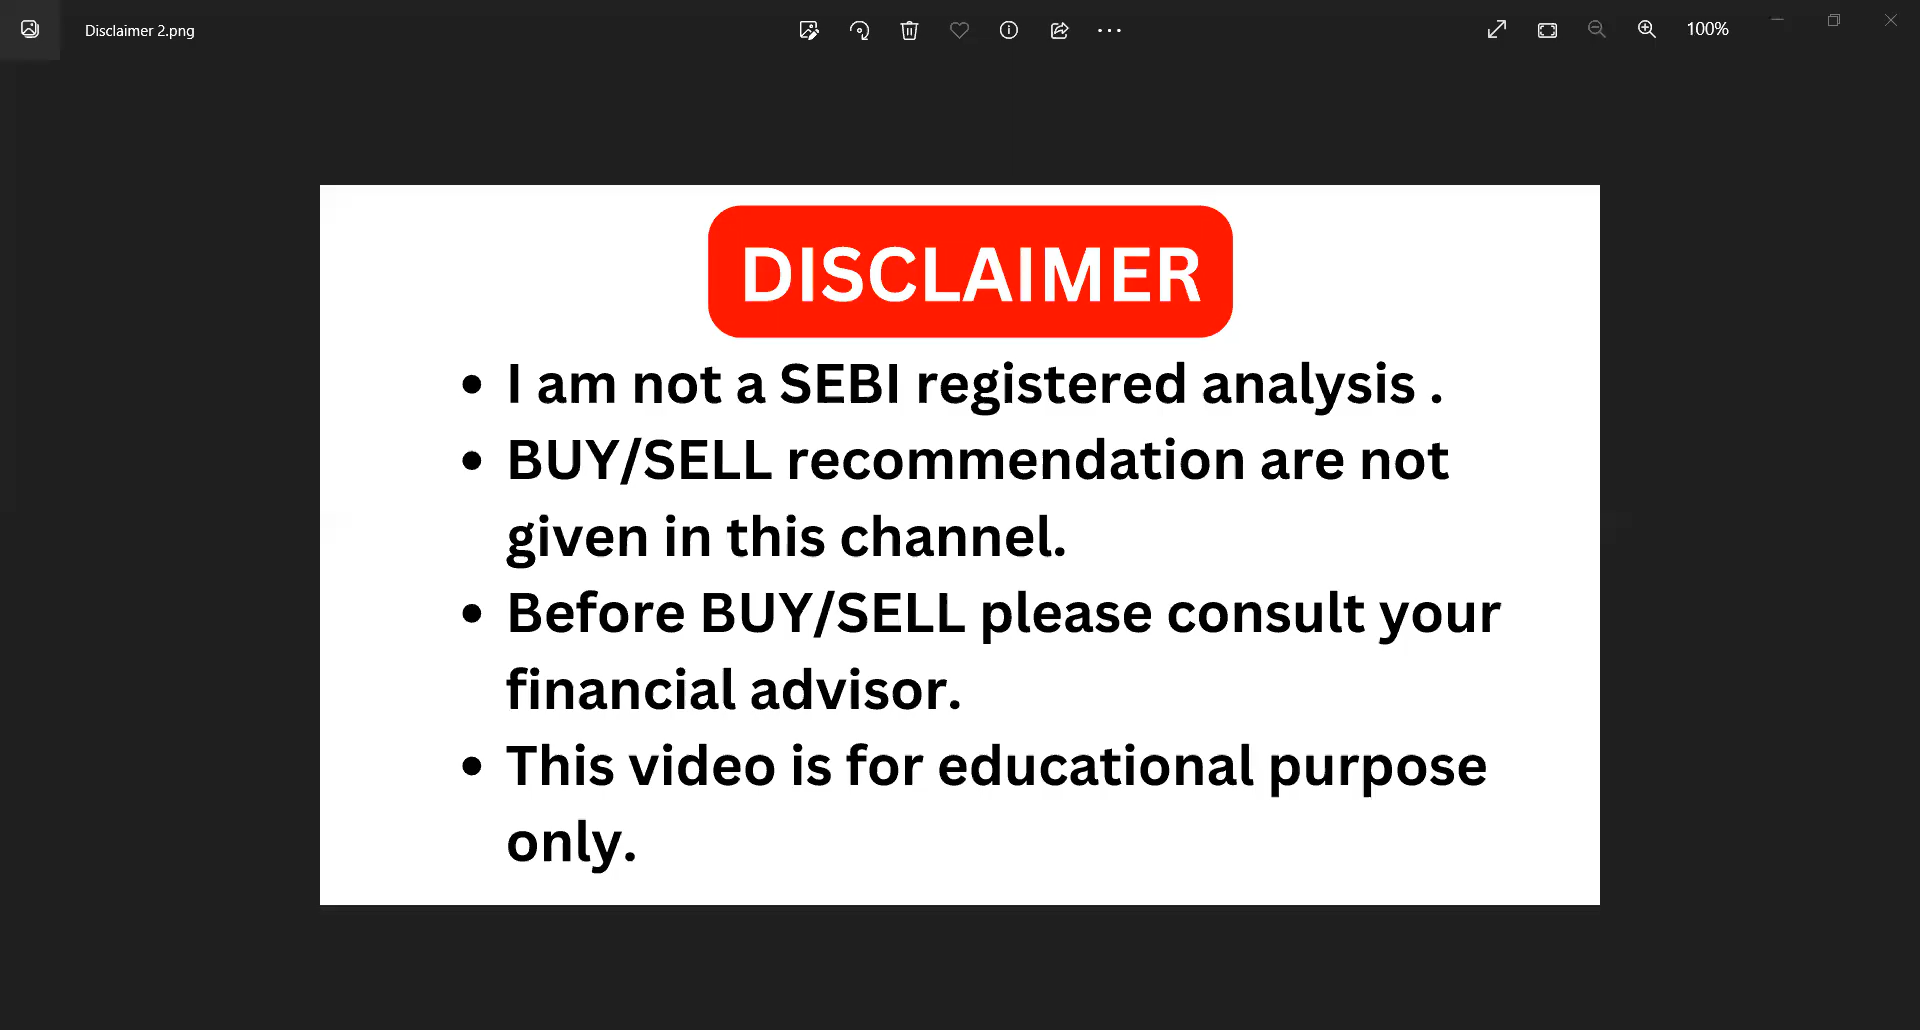 Disclaimer 2.png
100%
DISCLAIMER
• I am not a SEBI registered analysis .
• BUY/SELL recommendation are not
given in this channel.
• Before BUY/SELL please consult your
financial advisor.
• This video is for educational purpose
only.